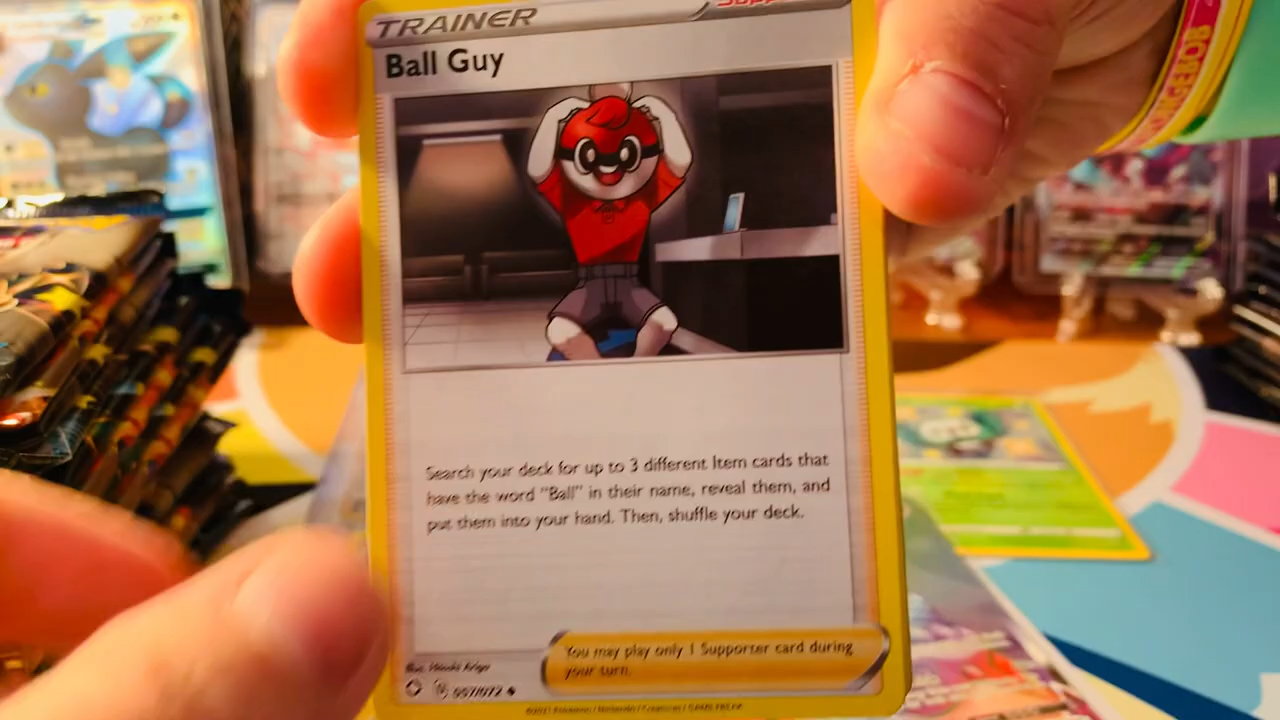 TRAINER
Ball Guy
Search your deck for up to 3 different Item cards that
have the word "Ball" in their name, reveal them, and
put them into your hand. Then, shuffle your deck.
You may play only 1 Supporter card during
your turn.
057/072